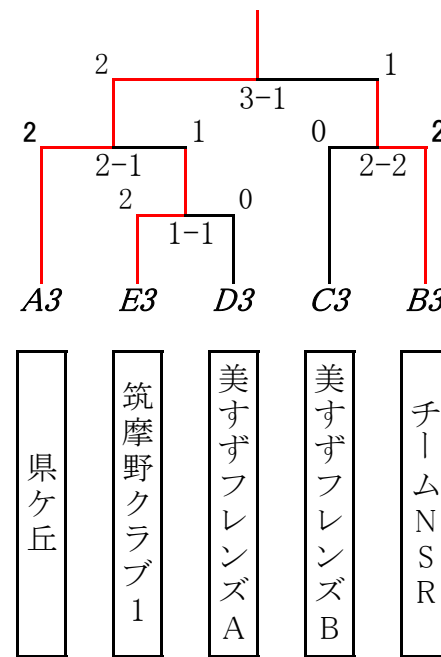 2 1
3-1
2 1 0 2
2-1 2-2
2 0
1-1
A3 E3 D3 C3 B3
県ケ丘
筑摩野クラブ1
美すずフレンズA
美すずフレンズB
チームNSR